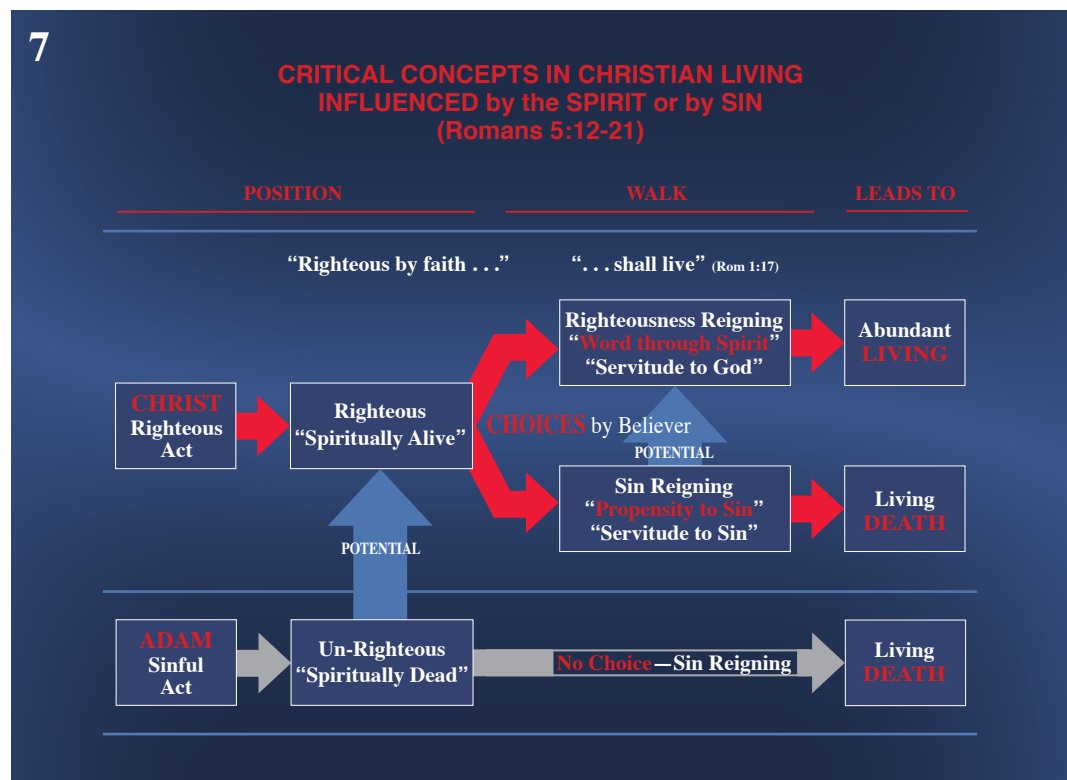 7
CRITICAL CONCEPTS IN CHRISTIAN LIVING
INFLUENCED by the SPIRIT or by SIN
(Romans 5:12-21)
POSITION
WALK
LEADS TO
“Righteous by faith . . .”
“. . . shall live” (Rom 1:17)
Righteousness Reigning
“Word through Spirit”
“Servitude to God”
Abundant
LIVING
CHRIST
Righteous
Act
Righteous
“Spiritually Alive”
CHOICES by Believer
POTENTIAL
Sin Reigning
“Propensity to Sin”
“Servitude to Sin”
Living
DEATH
POTENTIAL
ADAM
Sinful
Act
Un-Righteous
“Spiritually Dead”
No Choice—Sin Reigning
Living
DEATH